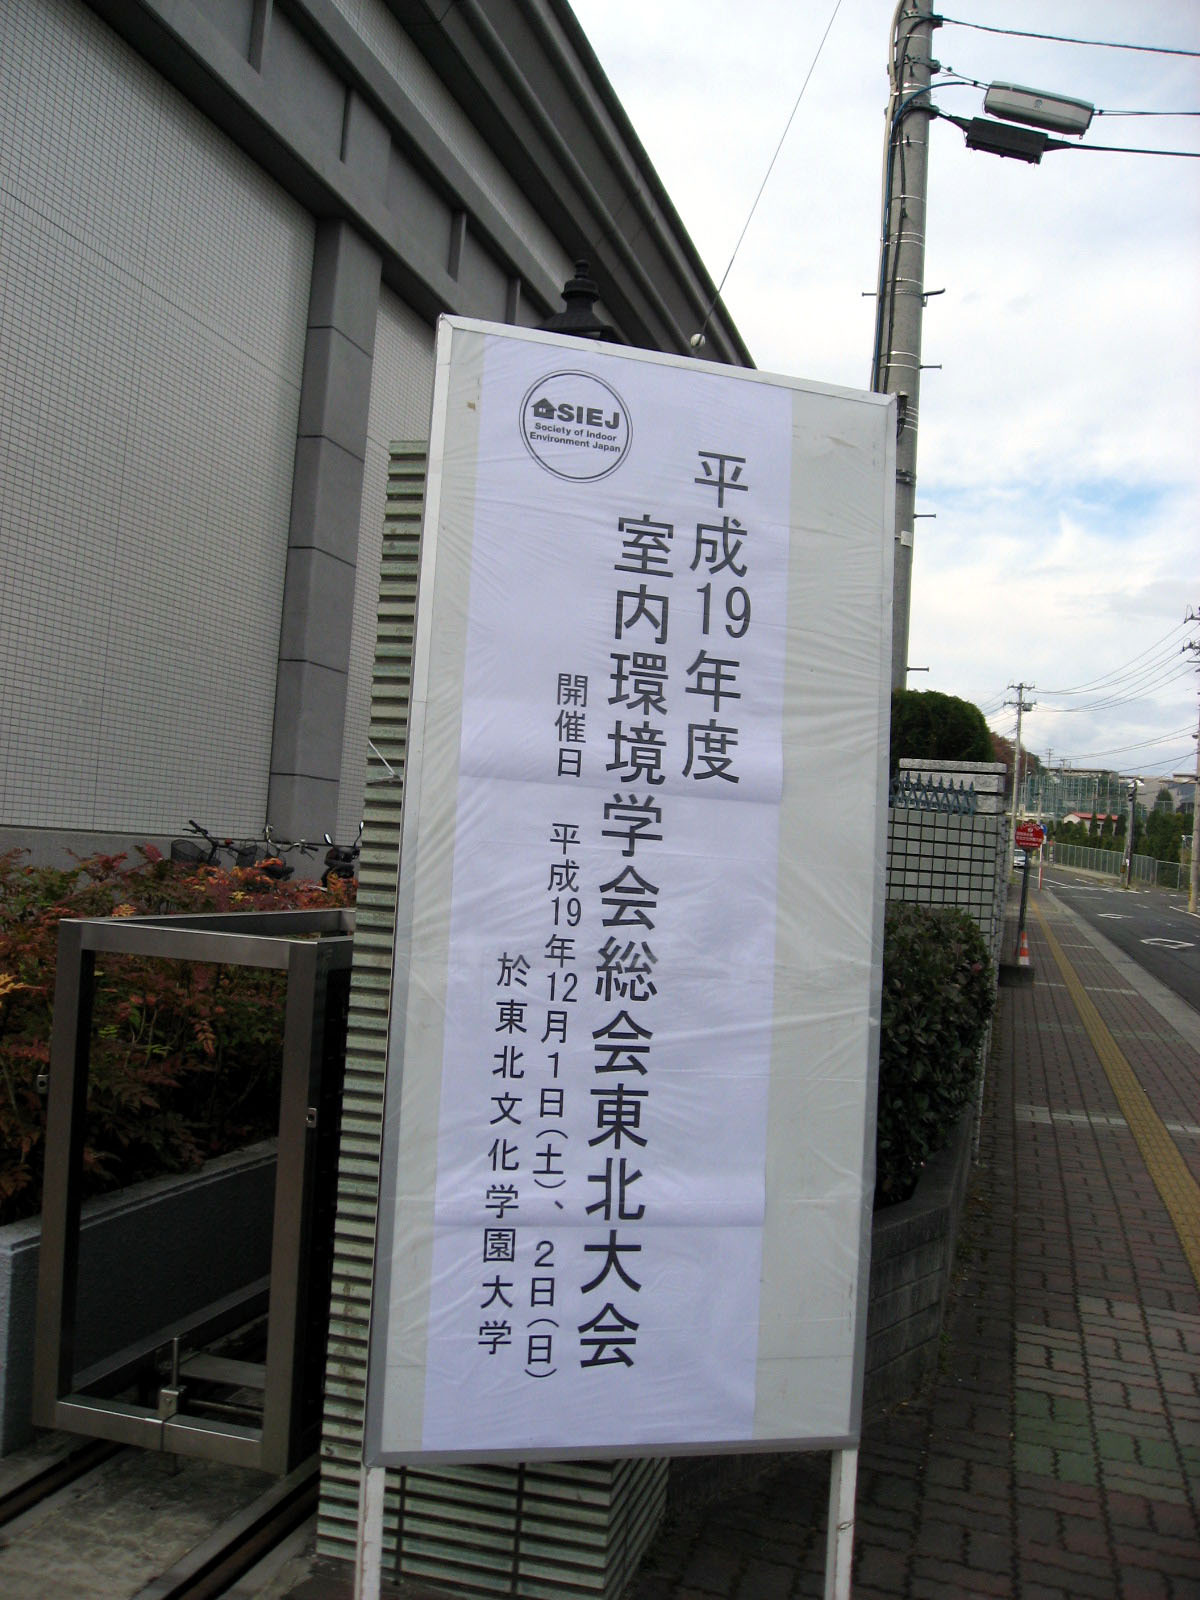 SIEJ
Society of Indoor
Environment Japan
平成19年度
室内環境学会総会東北大会
開催日 平成19年12月1日(土)、2日(日)
於東北文化学園大学